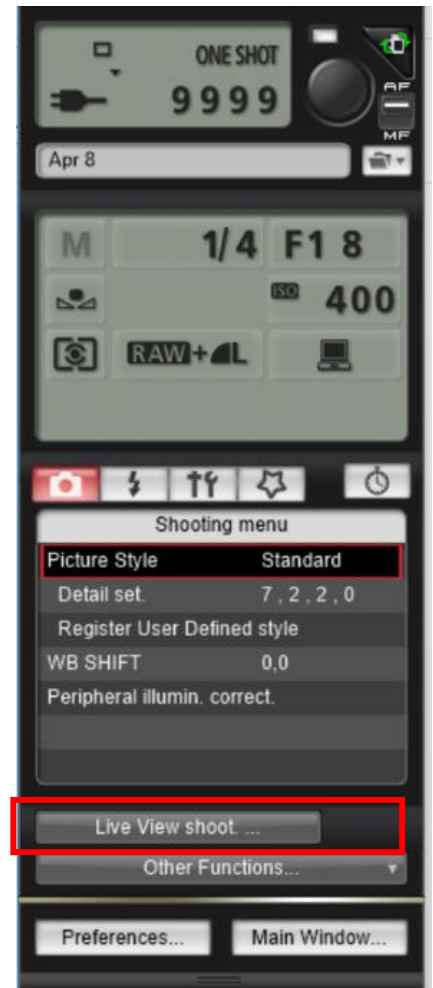 ONE SHOT
9999
AF
MF
Apr 8
M 1/4 F1 8
ISO 400
RAW+L
Shooting menu
Picture Style Standard
Detail set. 7 , 2 , 2 , 0
Register User Defined style
WB SHIFT 0,0
Peripheral illumin. correct.
Live View shoot. ...
Other Functions...
Preferences... Main Window...